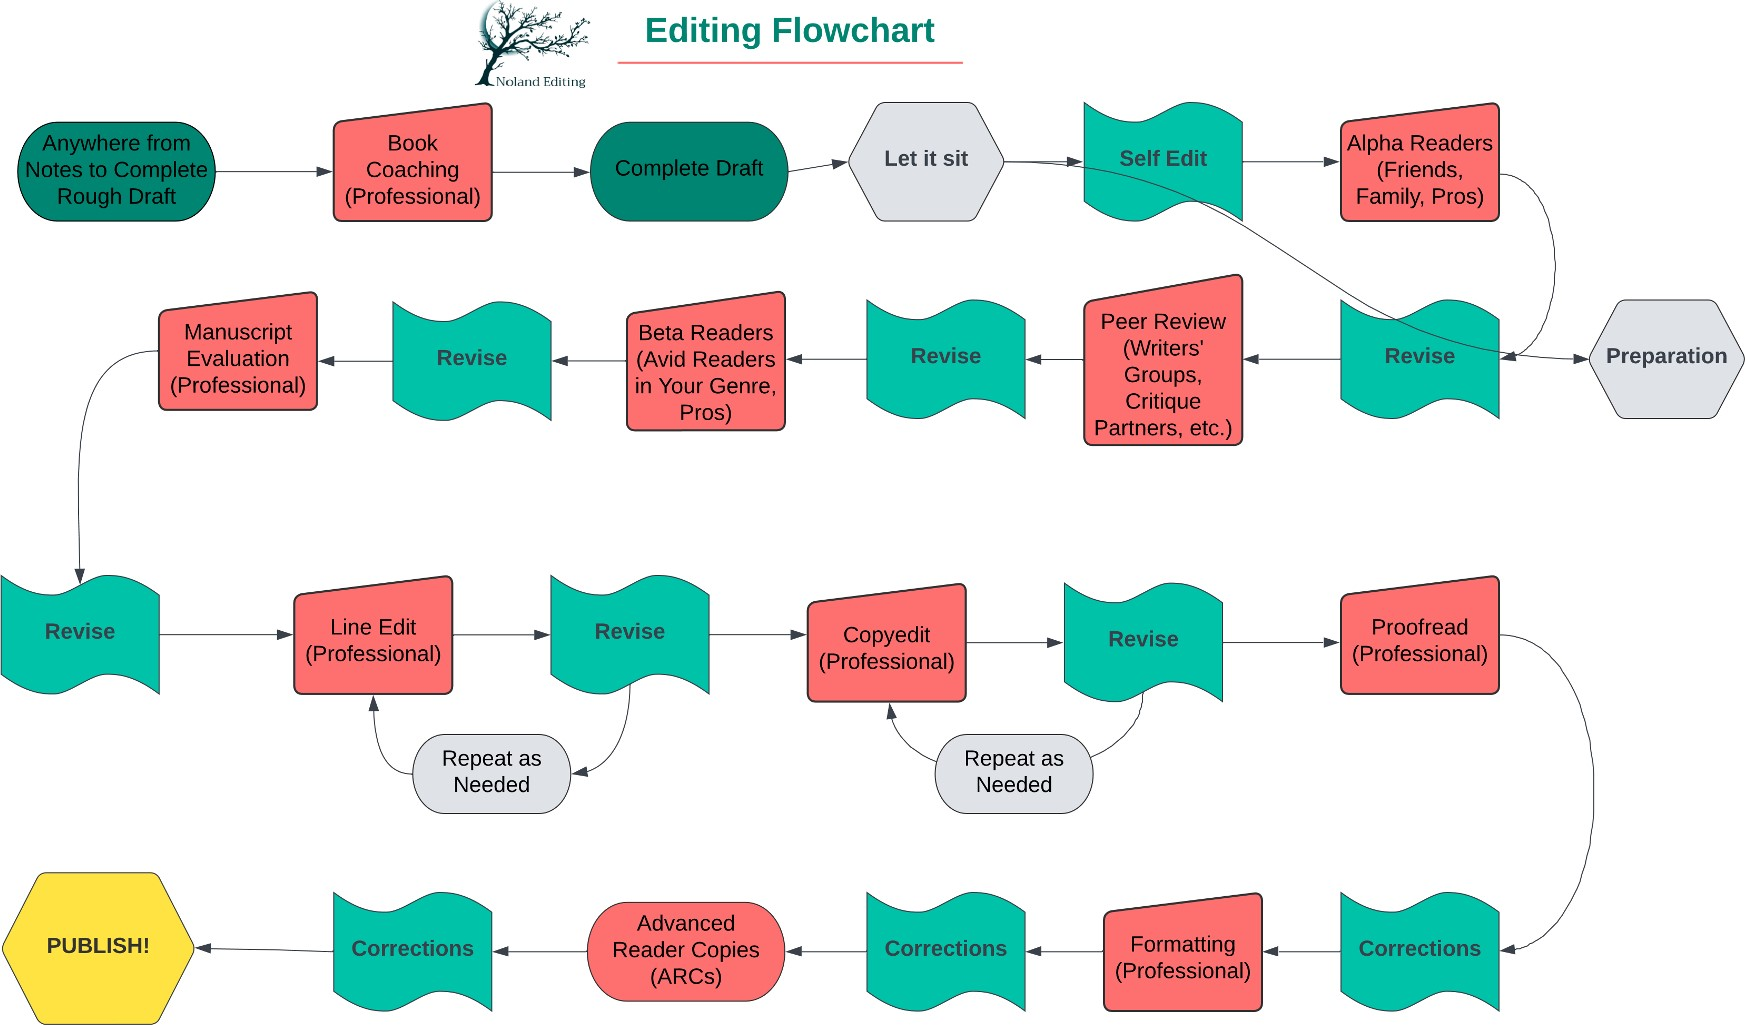 Noland Editing
Editing Flowchart
Anywhere from
Notes to Complete
Rough Draft
Book
Coaching
(Professional)
Complete Draft
Let it sit
Self Edit
Alpha Readers
(Friends,
Family, Pros)
Manuscript
Evaluation
(Professional)
Revise
Beta Readers
(Avid Readers
in Your Genre,
Pros)
Revise
Peer Review
(Writers'
Groups,
Critique
Partners, etc.)
Revise
Preparation
Revise
Line Edit
(Professional)
Revise
Copyedit
(Professional)
Revise
Proofread
(Professional)
Repeat as
Needed
Repeat as
Needed
PUBLISH!
Corrections
Advanced
Reader Copies
(ARCs)
Corrections
Formatting
(Professional)
Corrections